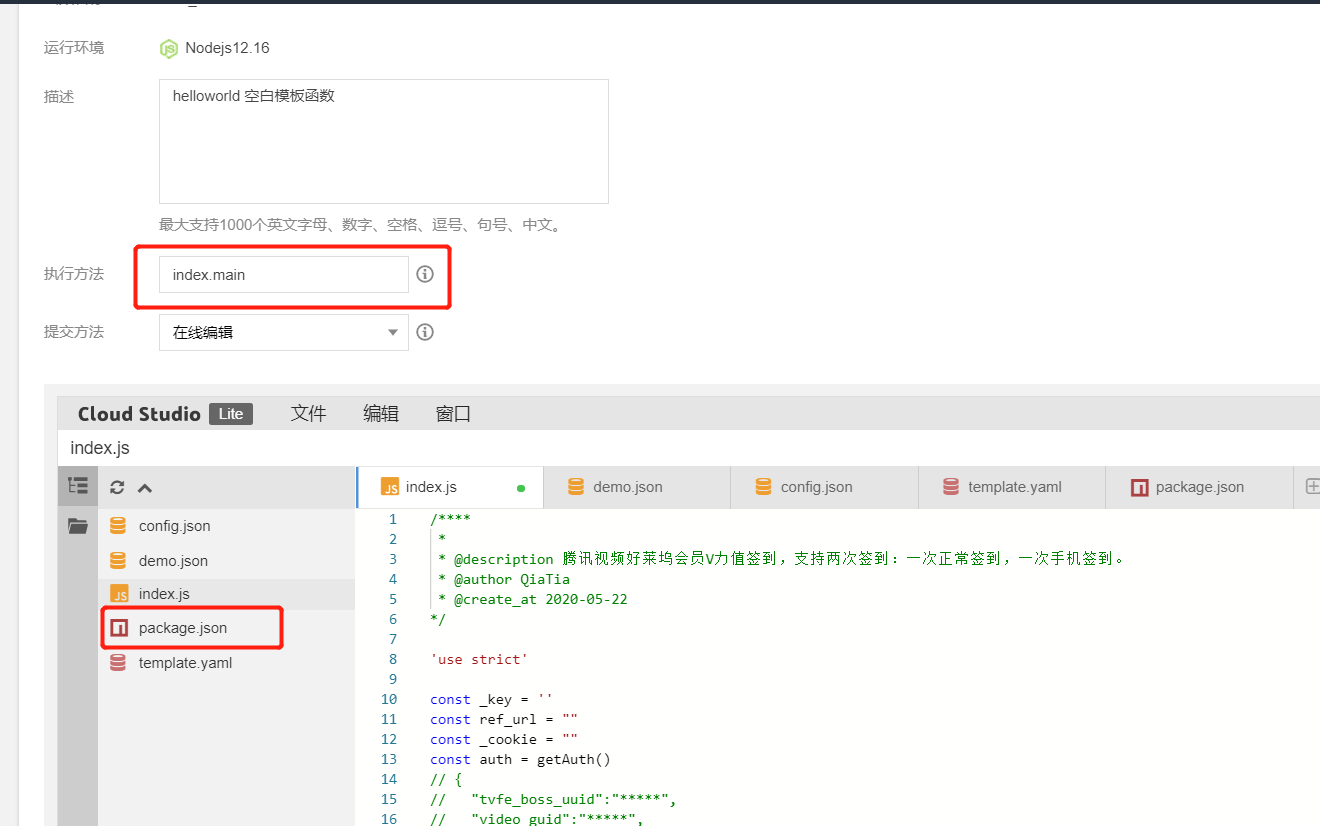 运行环境 Nodejs12.16
描述 helloworld 空白模板函数
最大支持1000个英文字母、数字、空格、逗号、句号、中文。
执行方法 index.main
提交方法 在线编辑
Cloud Studio Lite 文件 编辑 窗口
index.js
index.js demo.json config.json template.yaml package.json
config.json
demo.json
index.js
package.json
template.yaml
1 /****
2 *
3 * @description 腾讯视频好莱坞会员V力值签到，支持两次签到：一次正常签到，一次手机签到。
4 * @author QiaTia
5 * @create_at 2020-05-22
6 */
7
8 'use strict'
9
10 const _key = ''
11 const ref_url = ""
12 const _cookie = ""
13 const auth = getAuth()
14 // {
15 // "tvfe_boss_uuid":"*****",
16 // "video_guid":"*****",